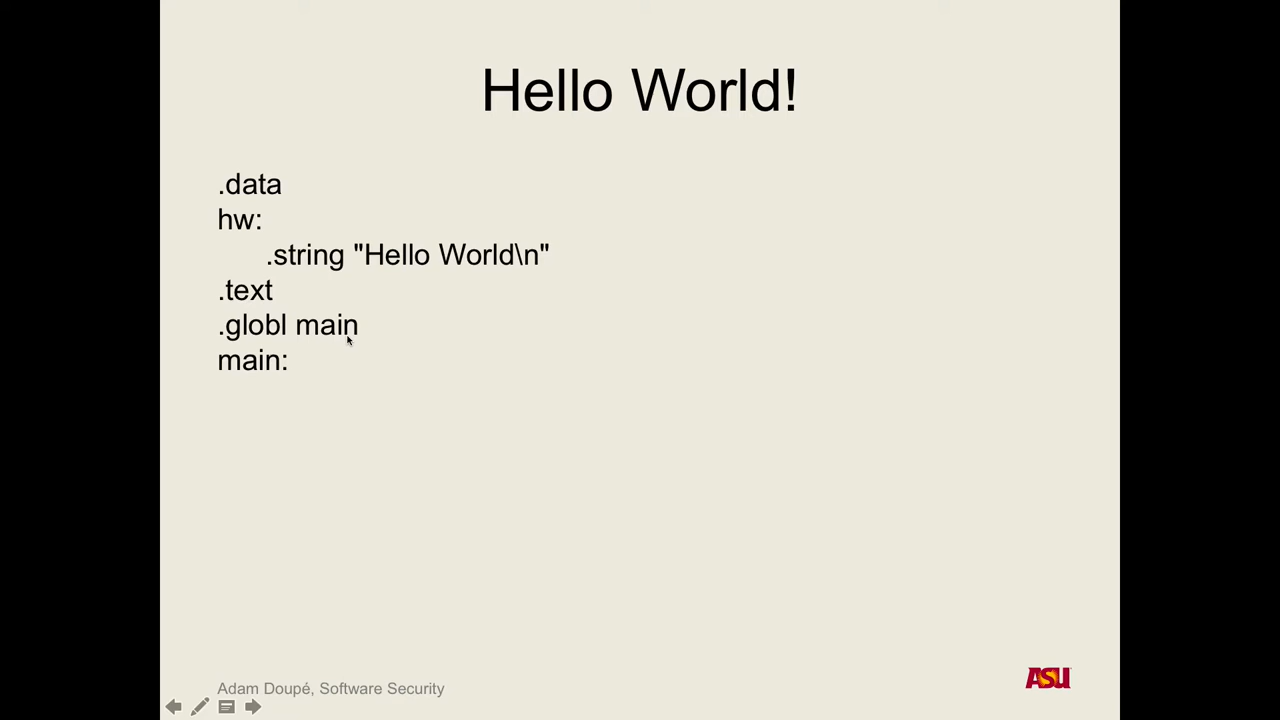 Hello World!
.data
hw:
.string "Hello World\n"
.text
.globl main
main:
Adam Doupé, Software Security
ASU